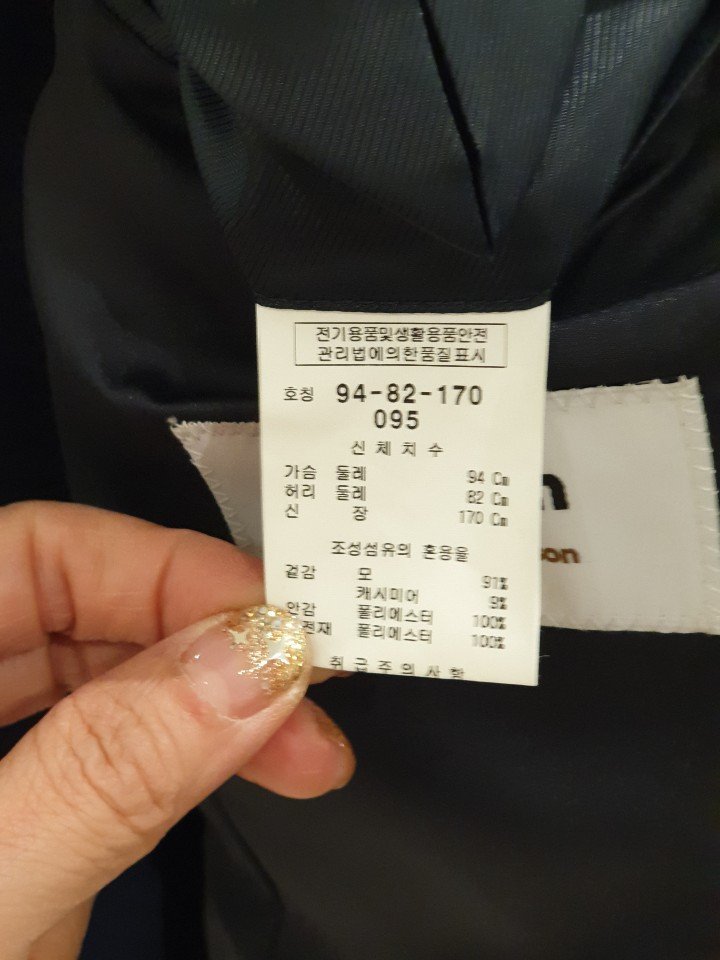 전기용품및생활용품안전
관리법에의한품질표시
호칭 94-82-170
095
신 체 치 수
가슴 둘레 94 Cm
허리 둘레 82 Cm
신 장 170 Cm
조성섬유의 혼용율
겉감 모 91%
캐시미어 9%
안감 폴리에스터 100%
폴리에스터 100%
취 급 주 의 사 항